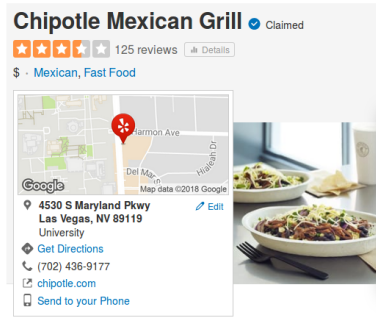 Chipotle Mexican Grill Claimed
125 reviews Details
$ · Mexican, Fast Food
Harmon Ave
Hialeah Dr
Del Mar S
Google Map data ©2018 Google
4530 S Maryland Pkwy Edit
Las Vegas, NV 89119
University
Get Directions
(702) 436-9177
chipotle.com
Send to your Phone